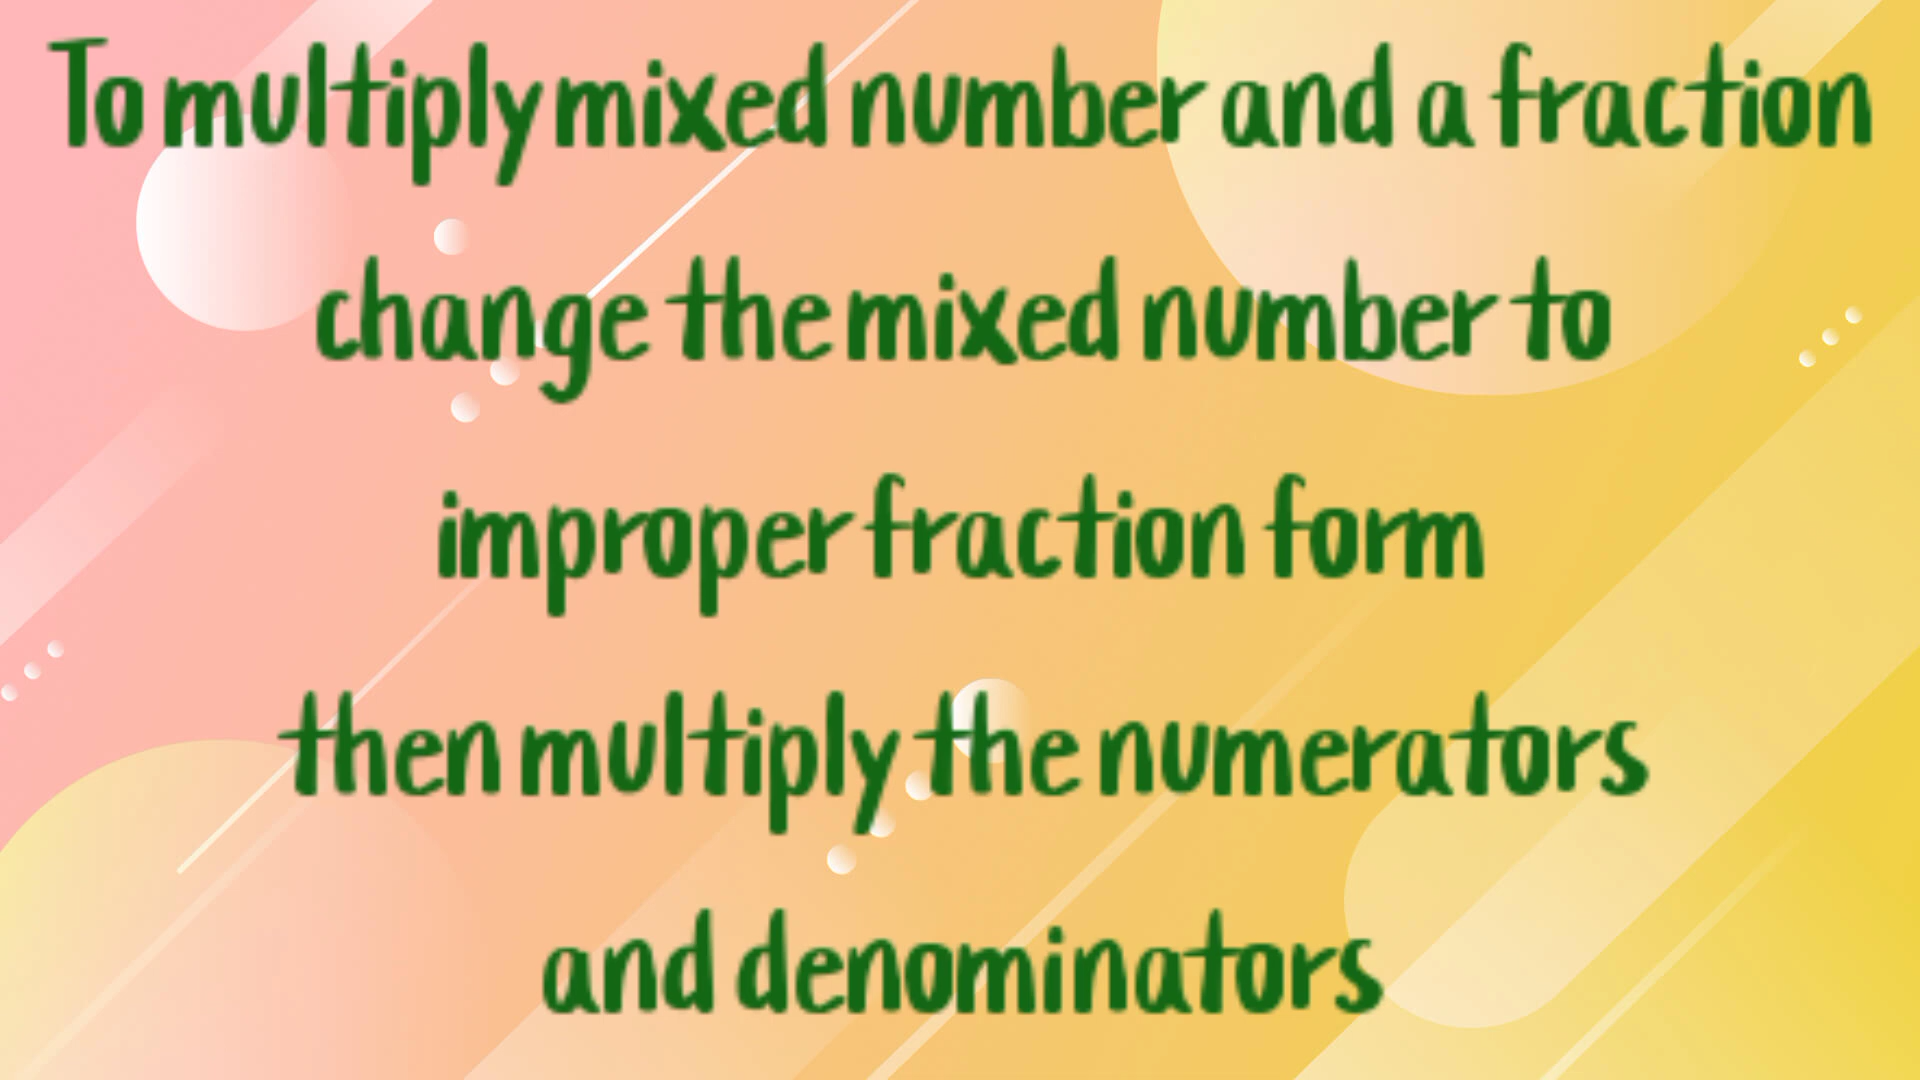 To multiply mixed number and a fraction
change the mixed number to
improper fraction form
then multiply the numerators
and denominators